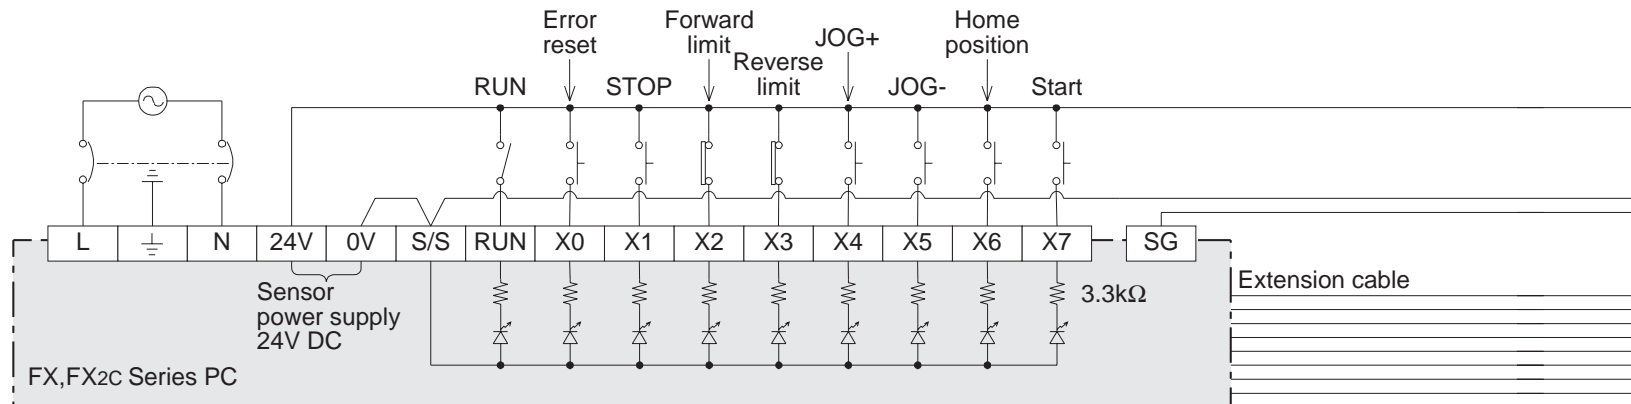 Error
reset
Forward
limit
JOG+
Home
position
RUN
STOP
Reverse
limit
JOG-
Start
L
N
24V
0V
S/S
RUN
X0
X1
X2
X3
X4
X5
X6
X7
SG
Sensor
power supply
24V DC
3.3kΩ
Extension cable
FX,FX2C Series PC